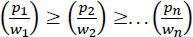 (p₁/w₁) ≥ (p₂/w₂) ≥...(pₙ/wₙ)